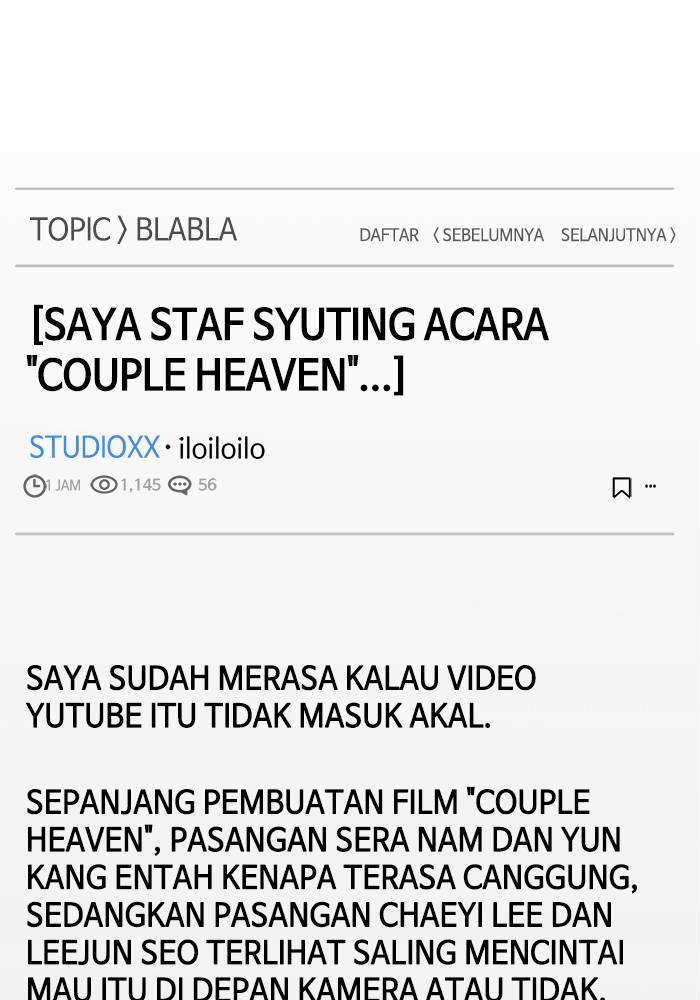 TOPIC 〉 BLABLA
DAFTAR 〈 SEBELUMNYA SELANJUTNYA 〉
[SAYA STAF SYUTING ACARA
"COUPLE HEAVEN"...]
STUDIOXX · iloiloilo
1 JAM 1,145 56
SAYA SUDAH MERASA KALAU VIDEO
YUTUBE ITU TIDAK MASUK AKAL.
SEPANJANG PEMBUATAN FILM "COUPLE
HEAVEN", PASANGAN SERA NAM DAN YUN
KANG ENTAH KENAPA TERASA CANGGUNG,
SEDANGKAN PASANGAN CHAEYI LEE DAN
LEEJUN SEO TERLIHAT SALING MENCINTAI
MAU ITU DI DEPAN KAMERA ATAU TIDAK.